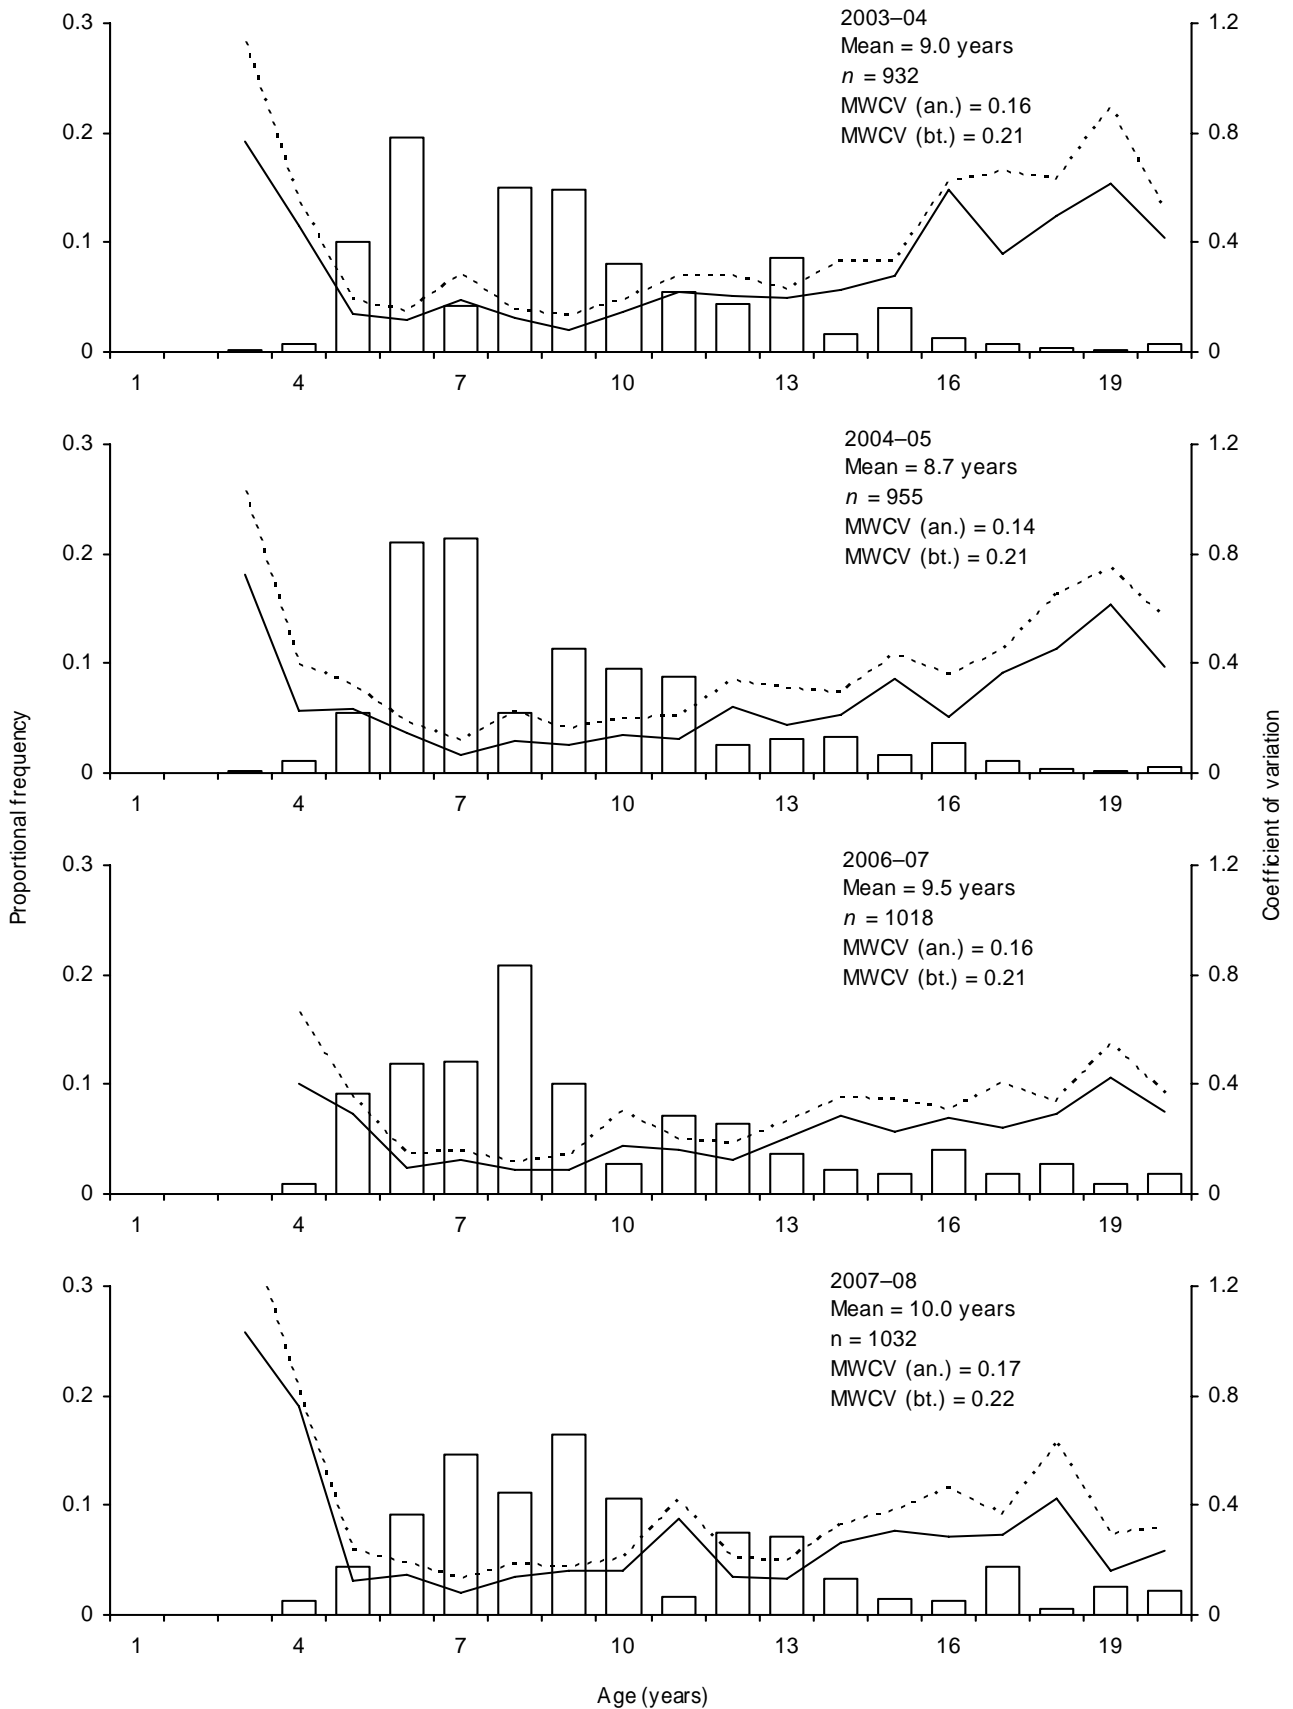 2003–04
Mean = 9.0 years
n = 932
MWCV (an.) = 0.16
MWCV (bt.) = 0.21
0.3
0.2
0.1
0
1.2
0.8
0.4
0
1 4 7 10 13 16 19
2004–05
Mean = 8.7 years
n = 955
MWCV (an.) = 0.14
MWCV (bt.) = 0.21
0.3
0.2
0.1
0
1.2
0.8
0.4
0
1 4 7 10 13 16 19
Proportional frequency
Coefficient of variation
2006–07
Mean = 9.5 years
n = 1018
MWCV (an.) = 0.16
MWCV (bt.) = 0.21
0.3
0.2
0.1
0
1.2
0.8
0.4
0
1 4 7 10 13 16 19
2007–08
Mean = 10.0 years
n = 1032
MWCV (an.) = 0.17
MWCV (bt.) = 0.22
0.3
0.2
0.1
0
1.2
0.8
0.4
0
1 4 7 10 13 16 19
Age (years)